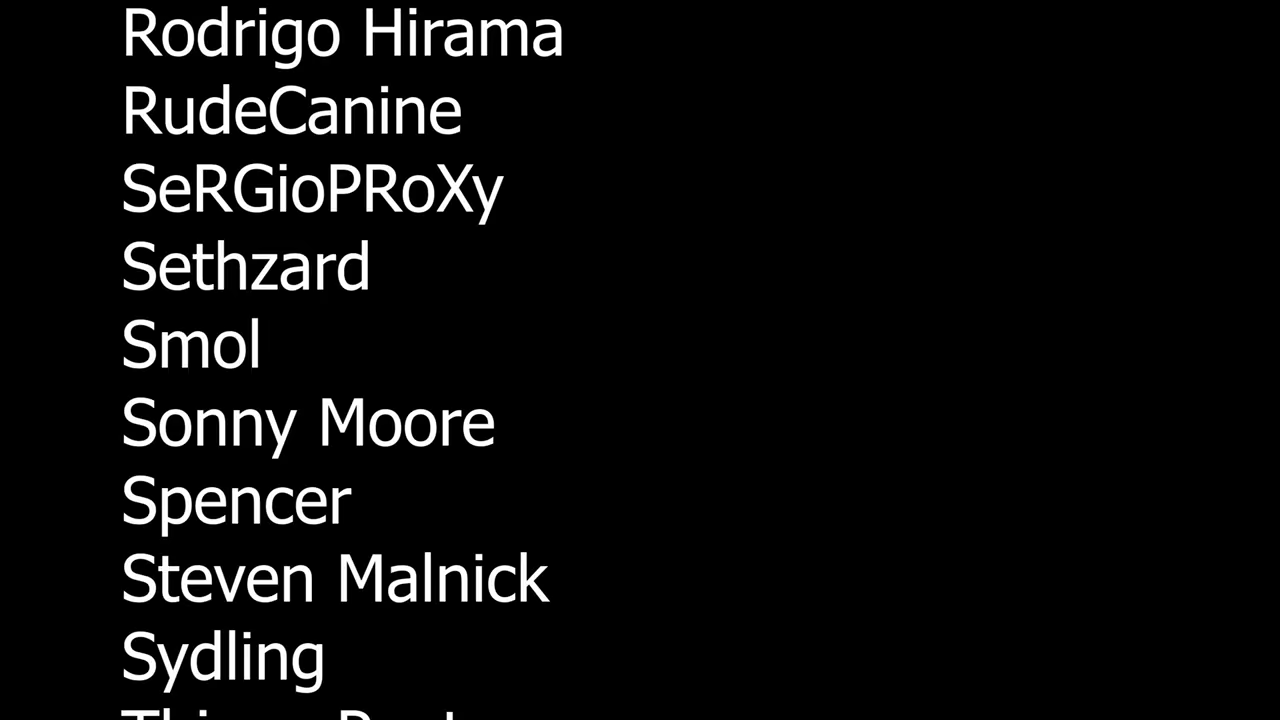 Rodrigo Hirama
RudeCanine
SeRGioPRoXy
Sethzard
Smol
Sonny Moore
Spencer
Steven Malnick
Sydling